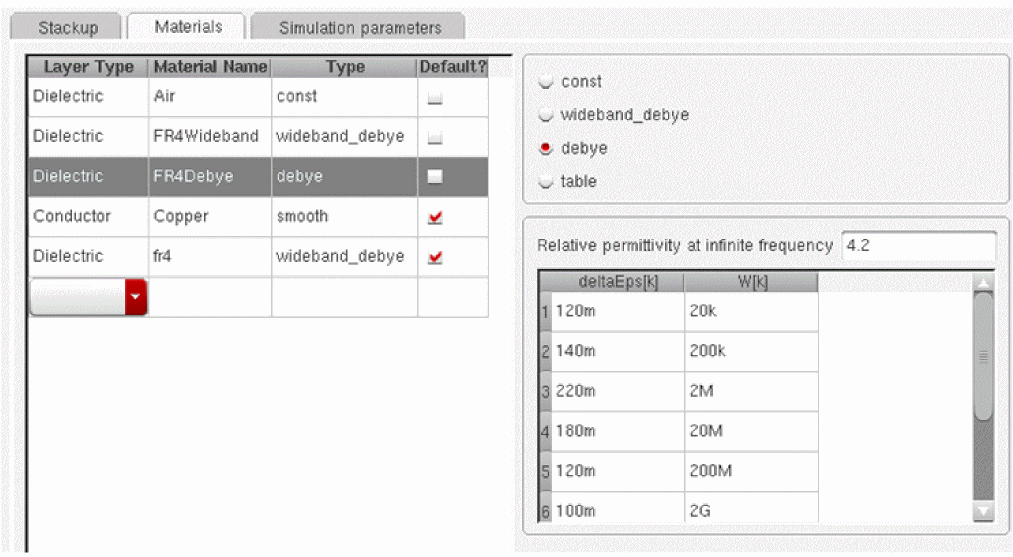 Stackup Materials Simulation parameters
Layer Type Material Name Type Default?
Dielectric Air const
Dielectric FR4Wideband wideband_debye
Dielectric FR4Debye debye
Conductor Copper smooth
Dielectric fr4 wideband_debye
const
wideband_debye
debye
table
Relative permittivity at infinite frequency 4.2
deltaEps[k] W[k]
1 120m 20k
2 140m 200k
3 220m 2M
4 180m 20M
5 120m 200M
6 100m 2G